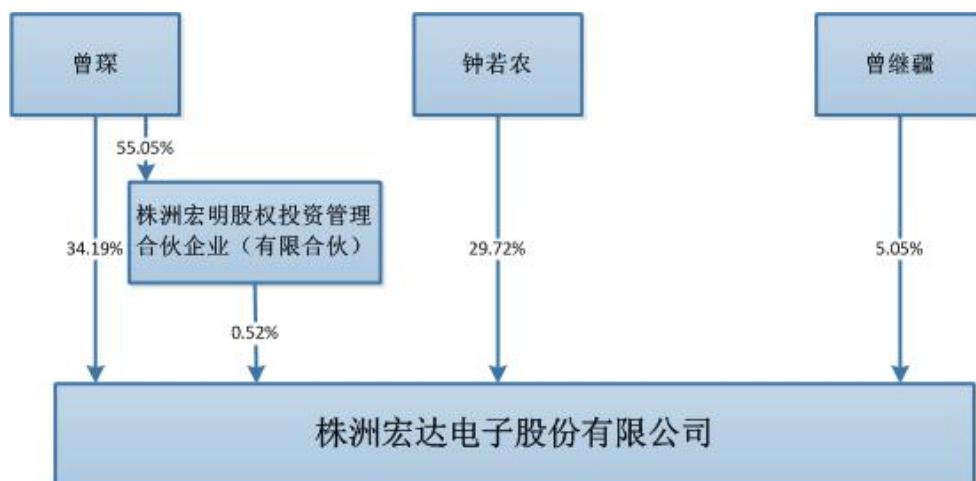 曾琛
钟若农
曾继疆
55.05%
株洲宏明股权投资管理
合伙企业（有限合伙）
34.19%
29.72%
5.05%
0.52%
株洲宏达电子股份有限公司